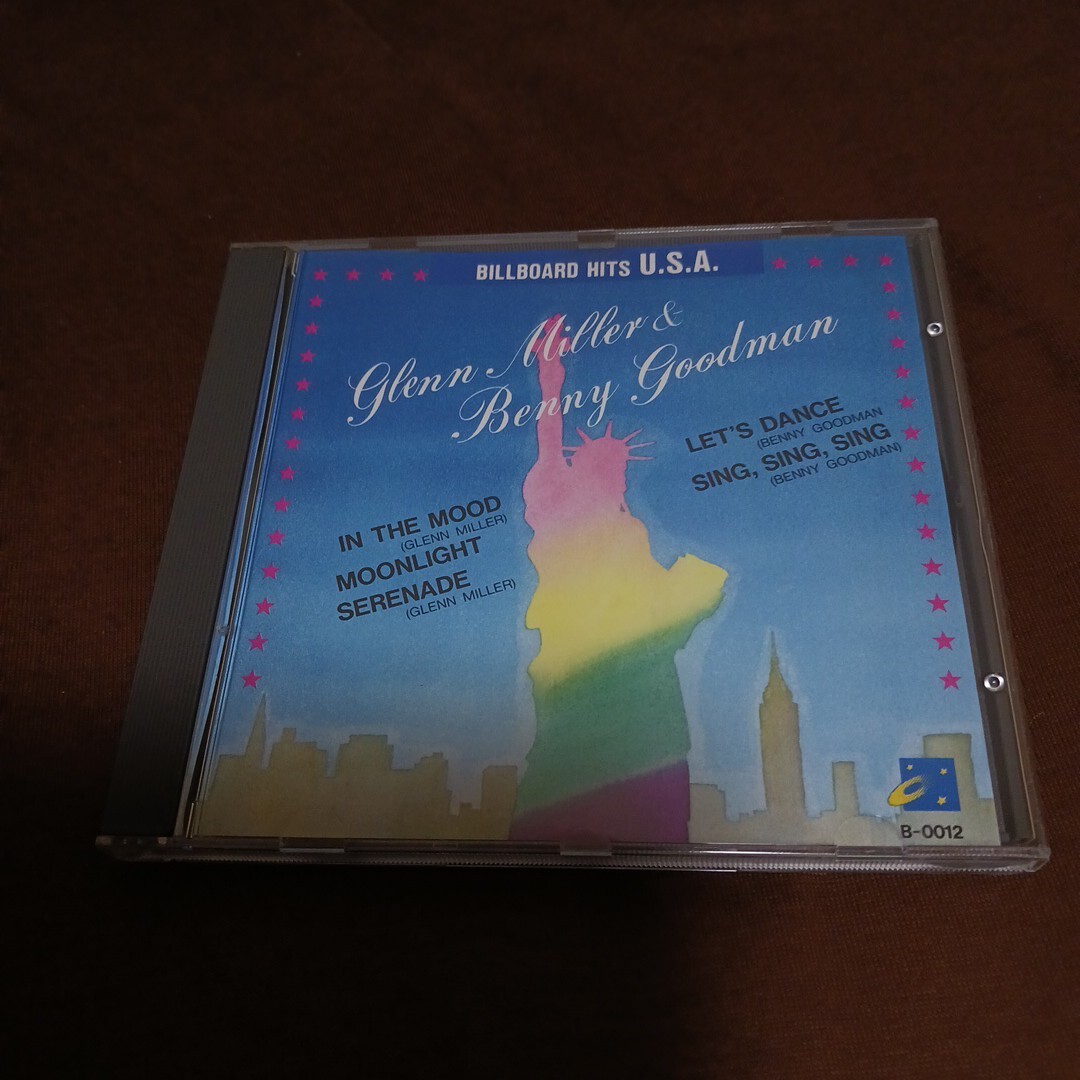 BILLBOARD HITS U.S.A.
Glenn Miller &
Benny Goodman
LET'S DANCE
(BENNY GOODMAN
SING, SING, SING
(BENNY GOODMAN)
IN THE MOOD
(GLENN MILLER)
MOONLIGHT
SERENADE
(GLENN MILLER)
B-0012